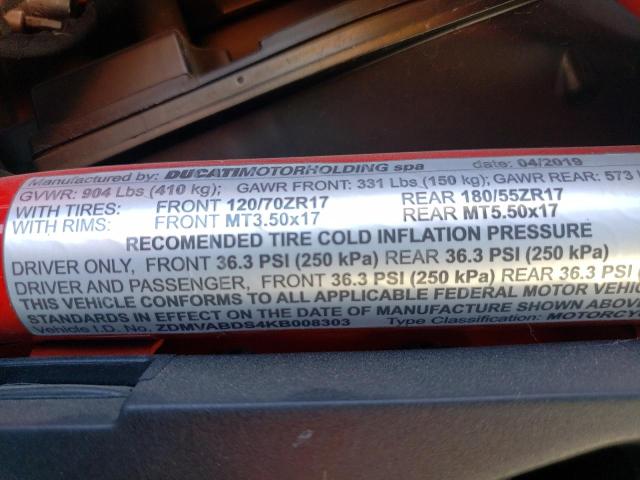 Manufactured by: DUCATIMOTORHOLDING spa date: 04/2019
GVWR: 904 Lbs (410 kg); GAWR FRONT: 331 Lbs (150 kg); GAWR REAR: 573
WITH TIRES: FRONT 120/70ZR17 REAR 180/55ZR17
WITH RIMS: FRONT MT3.50x17 REAR MT5.50x17
RECOMENDED TIRE COLD INFLATION PRESSURE
DRIVER ONLY, FRONT 36.3 PSI (250 kPa) REAR 36.3 PSI (250 kPa)
DRIVER AND PASSENGER, FRONT 36.3 PSI (250 kPa) REAR 36.3 PSI
THIS VEHICLE CONFORMS TO ALL APPLICABLE FEDERAL MOTOR
STANDARDS IN EFFECT ON THE DATE OF MANUFACTURE SHOWN ABOVE
Vehicle I.D. No. ZDMVABDS4KB008303 Type Classification: